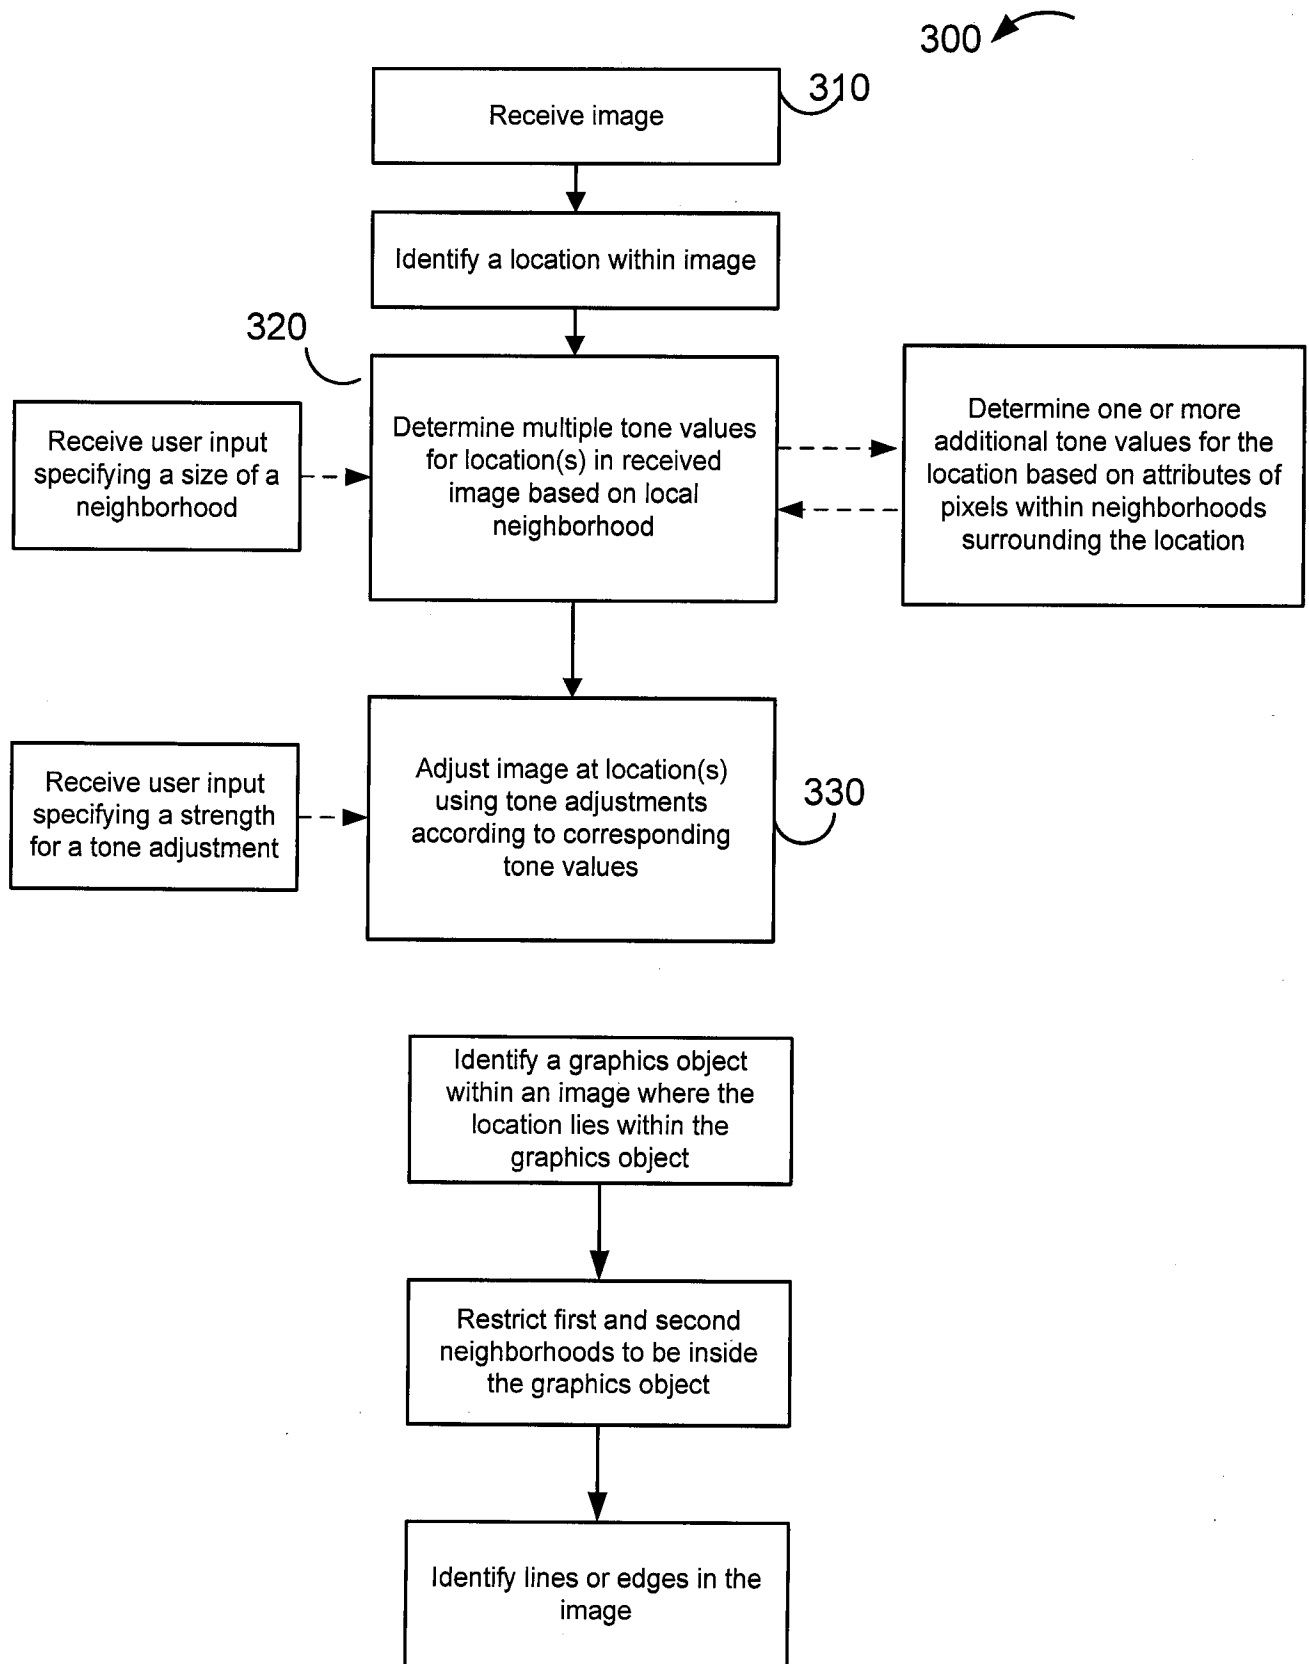 300
310
Receive image
Identify a location within image
320
Receive user input
specifying a size of a
neighborhood
Determine multiple tone values
for location(s) in received
image based on local
neighborhood
Determine one or more
additional tone values for the
location based on attributes of
pixels within neighborhoods
surrounding the location
Receive user input
specifying a strength
for a tone adjustment
Adjust image at location(s)
using tone adjustments
according to corresponding
tone values
330
Identify a graphics object
within an image where the
location lies within the
graphics object
Restrict first and second
neighborhoods to be inside
the graphics object
Identify lines or edges in the
image